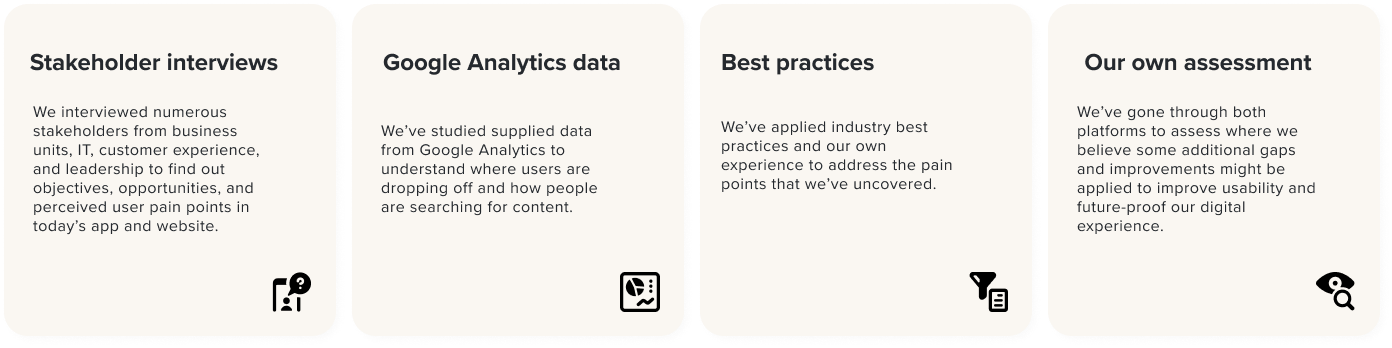 Stakeholder interviews
We interviewed numerous
stakeholders from business
units, IT, customer experience,
and leadership to find out
objectives, opportunities, and
perceived user pain points in
today’s app and website.
Google Analytics data
We’ve studied supplied data
from Google Analytics to
understand where users are
dropping off and how people
are searching for content.
Best practices
We’ve applied industry best
practices and our own
experience to address the pain
points that we’ve uncovered.
Our own assessment
We’ve gone through both
platforms to assess where we
believe some additional gaps
and improvements might be
applied to improve usability and
future-proof our digital
experience.